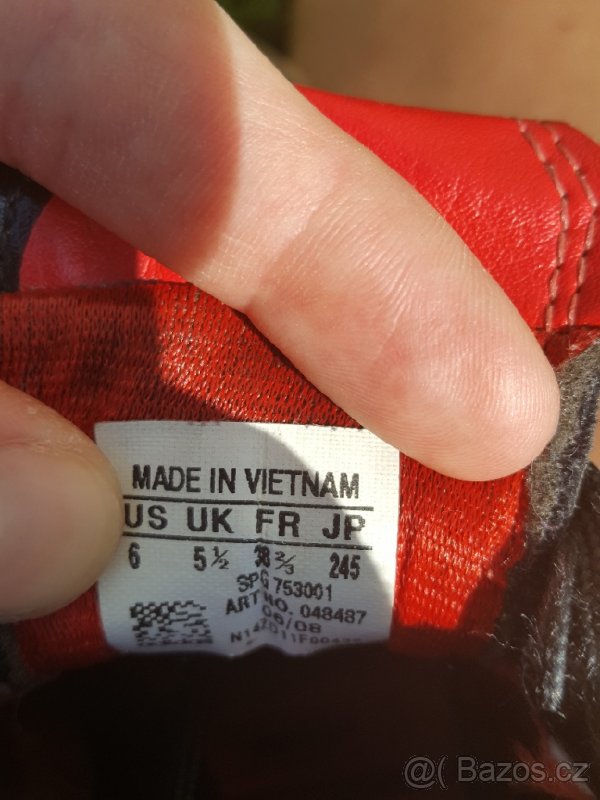 MADE IN VIETNAM
US UK FR JP
6 5½ 38⅔ 245
SPG 753001
ART NO. 048487
06/08
@ Bazos.cz